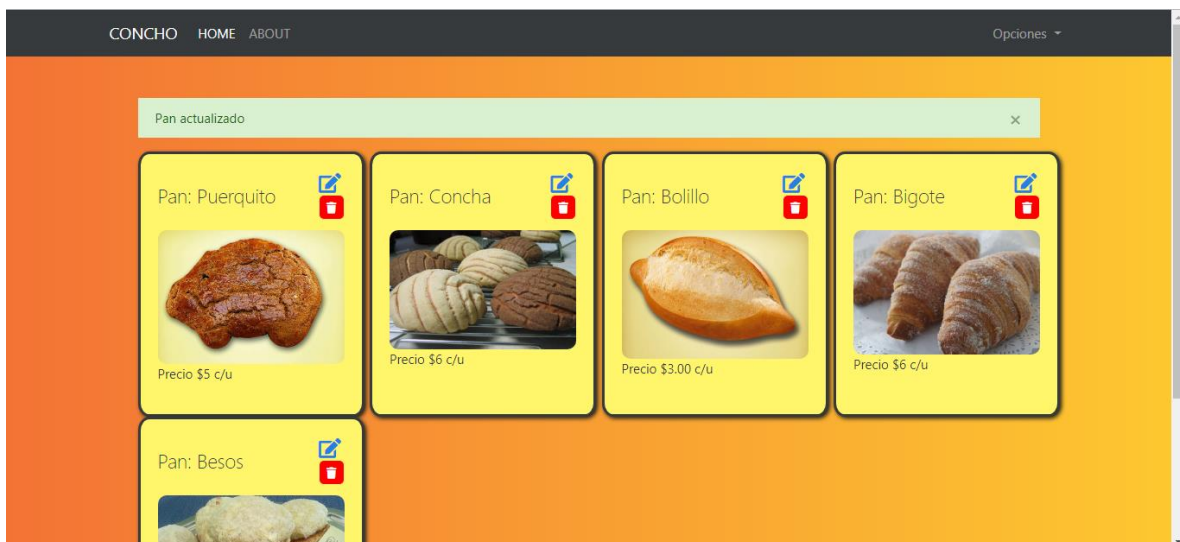 CONCHO HOME ABOUT Opciones
Pan actualizado ×
Pan: Puerquito
Precio $5 c/u
Pan: Concha
Precio $6 c/u
Pan: Bolillo
Precio $3.00 c/u
Pan: Bigote
Precio $6 c/u
Pan: Besos